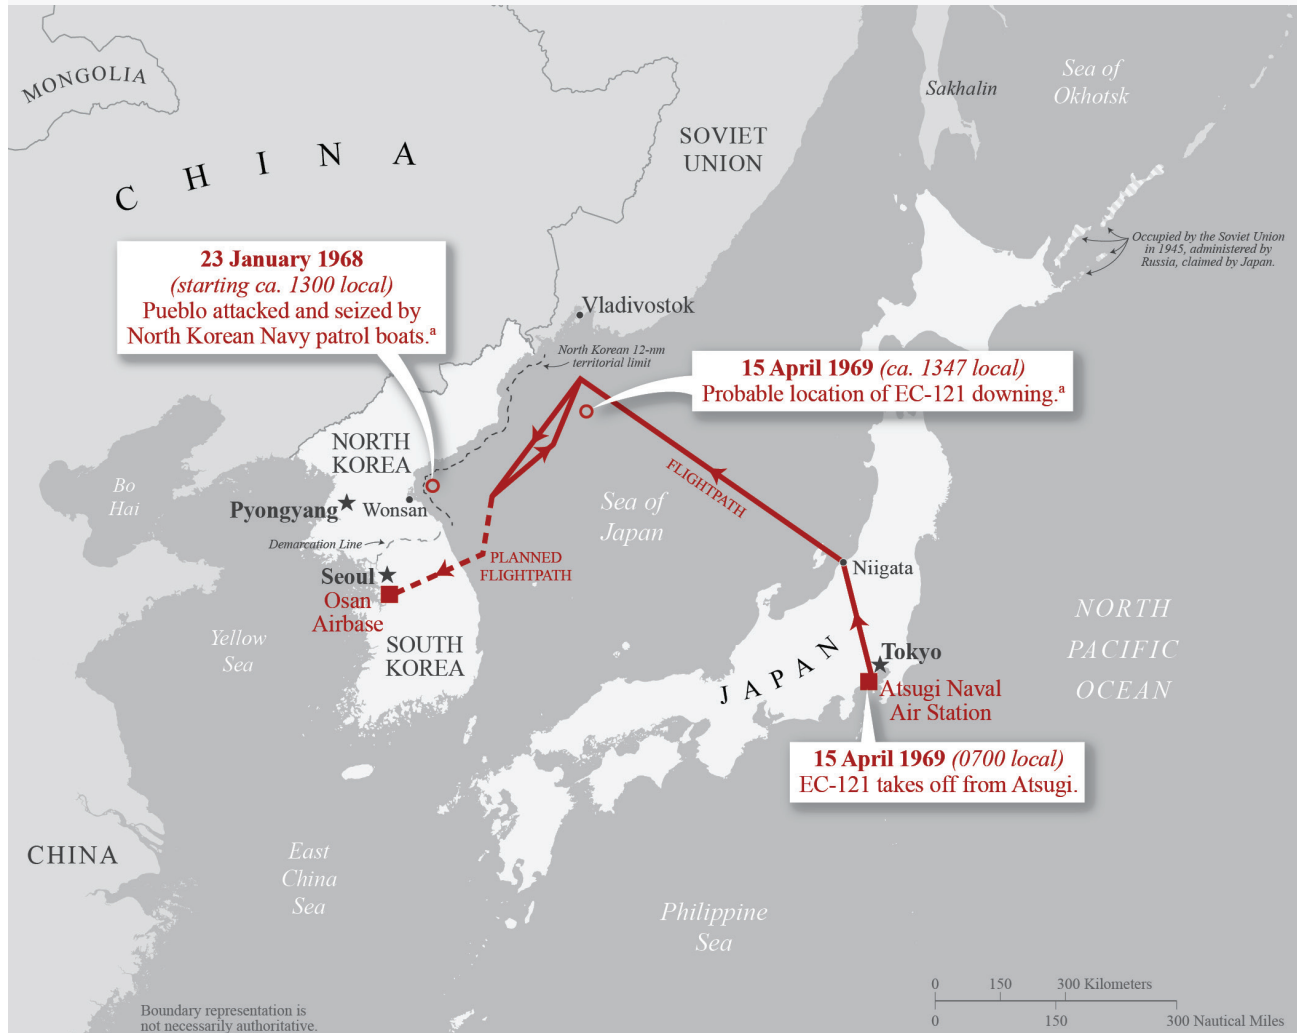 MONGOLIA
CHINA
SOVIET
UNION
Sakhalin
Sea of
Okhotsk
Occupied by the Soviet Union
in 1945, administered by
Russia, claimed by Japan.
23 January 1968
(starting ca. 1300 local)
Pueblo attacked and seized by
North Korean Navy patrol boats.ª
Vladivostok
North Korean 12-nm
territorial limit
15 April 1969 (ca. 1347 local)
Probable location of EC-121 downing.ª
NORTH
KOREA
Bo
Hai
Pyongyang
Wonsan
Demarcation Line
FLIGHTPATH
Sea of
Japan
PLANNED
FLIGHTPATH
Seoul
Osan
Airbase
Niigata
Yellow
Sea
SOUTH
KOREA
JAPAN
Tokyo
Atsugi Naval
Air Station
NORTH
PACIFIC
OCEAN
15 April 1969 (0700 local)
EC-121 takes off from Atsugi.
CHINA
East
China
Sea
Philippine
Sea
Boundary representation is
not necessarily authoritative.
0 150 300 Kilometers
0 150 300 Nautical Miles